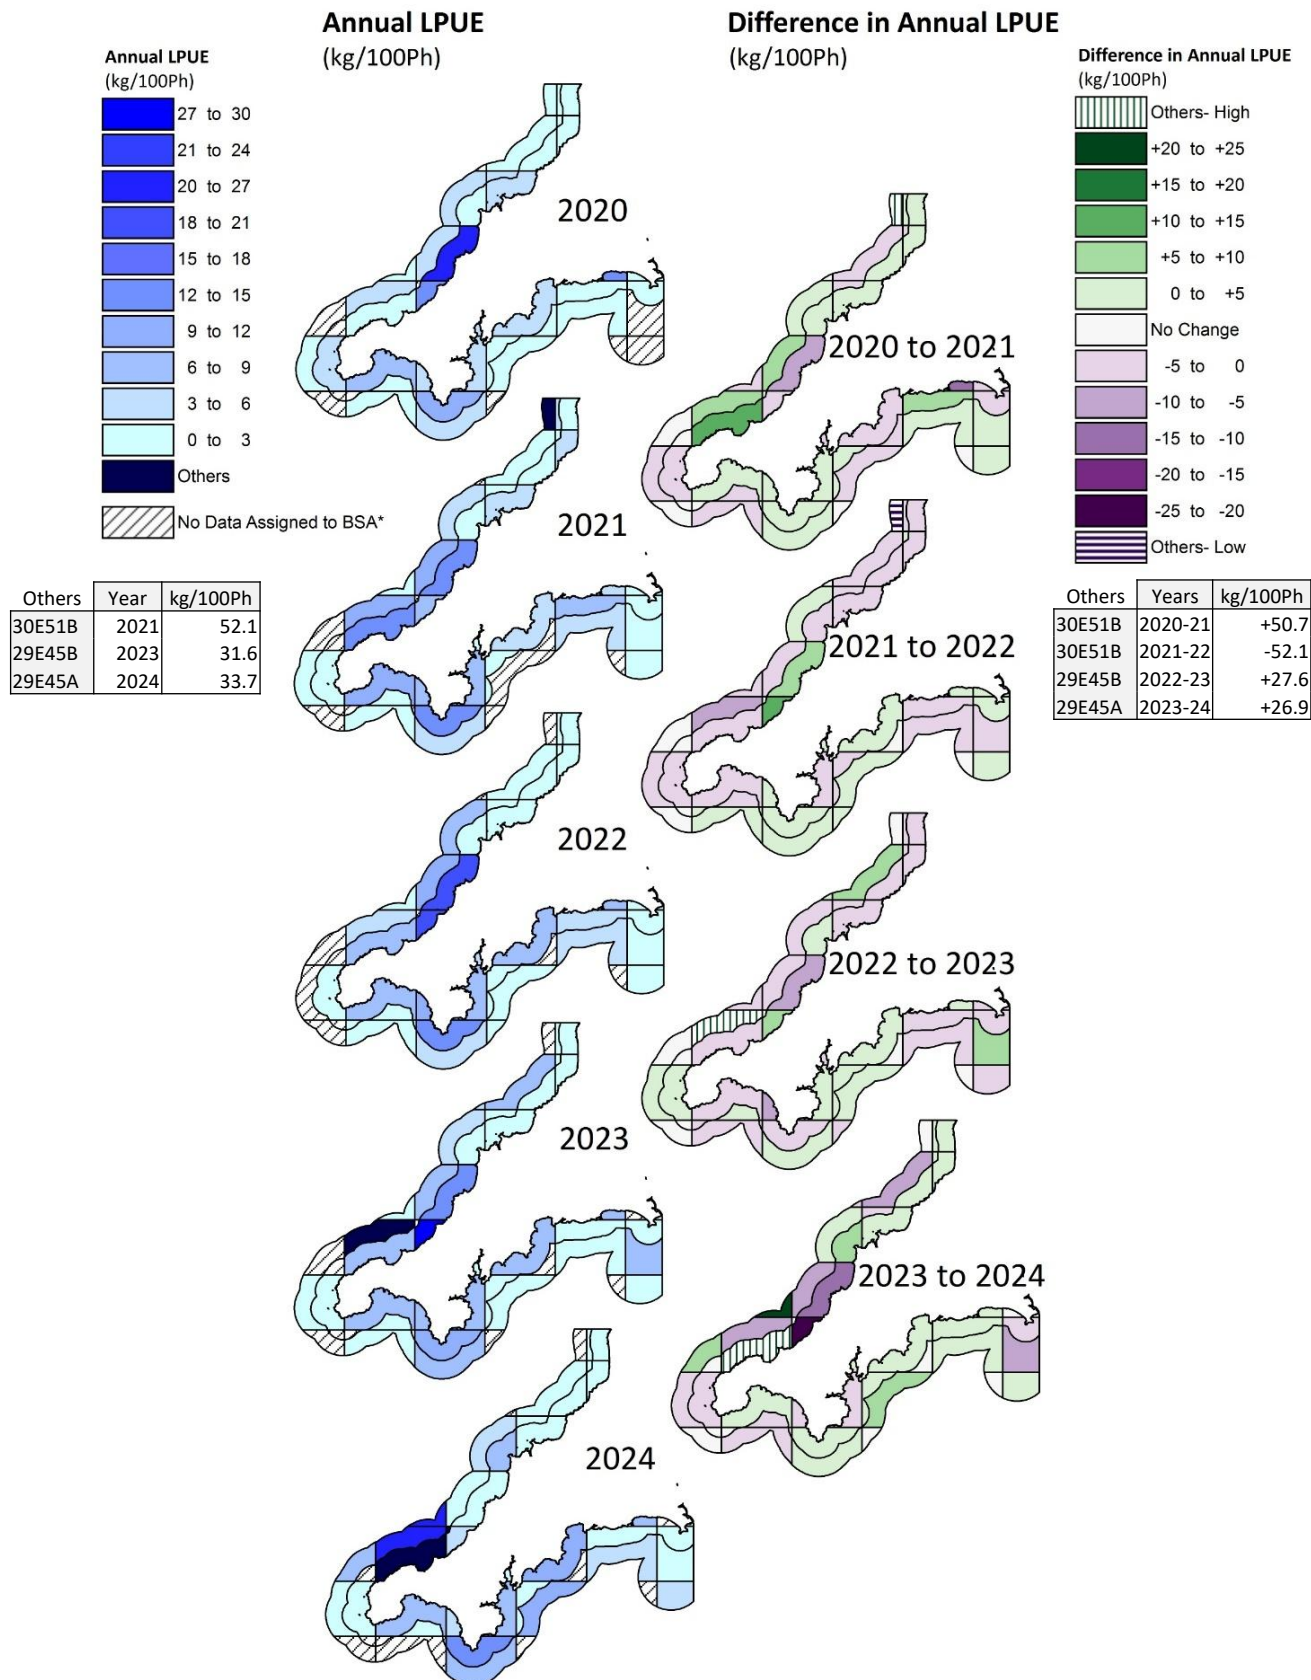 Annual LPUE
(kg/100Ph)
Difference in Annual LPUE
(kg/100Ph)
Annual LPUE
(kg/100Ph)
27 to 30
21 to 24
20 to 27
18 to 21
15 to 18
12 to 15
9 to 12
6 to 9
3 to 6
0 to 3
Others
No Data Assigned to BSA*
Others Year kg/100Ph
30E51B 2021 52.1
29E45B 2023 31.6
29E45A 2024 33.7
2020
2021
2022
2023
2024
2020 to 2021
2021 to 2022
2022 to 2023
2023 to 2024
Difference in Annual LPUE
(kg/100Ph)
Others- High
+20 to +25
+15 to +20
+10 to +15
+5 to +10
0 to +5
No Change
-5 to 0
-10 to -5
-15 to -10
-20 to -15
-25 to -20
Others- Low
Others Years kg/100Ph
30E51B 2020-21 +50.7
30E51B 2021-22 -52.1
29E45B 2022-23 +27.6
29E45A 2023-24 +26.9